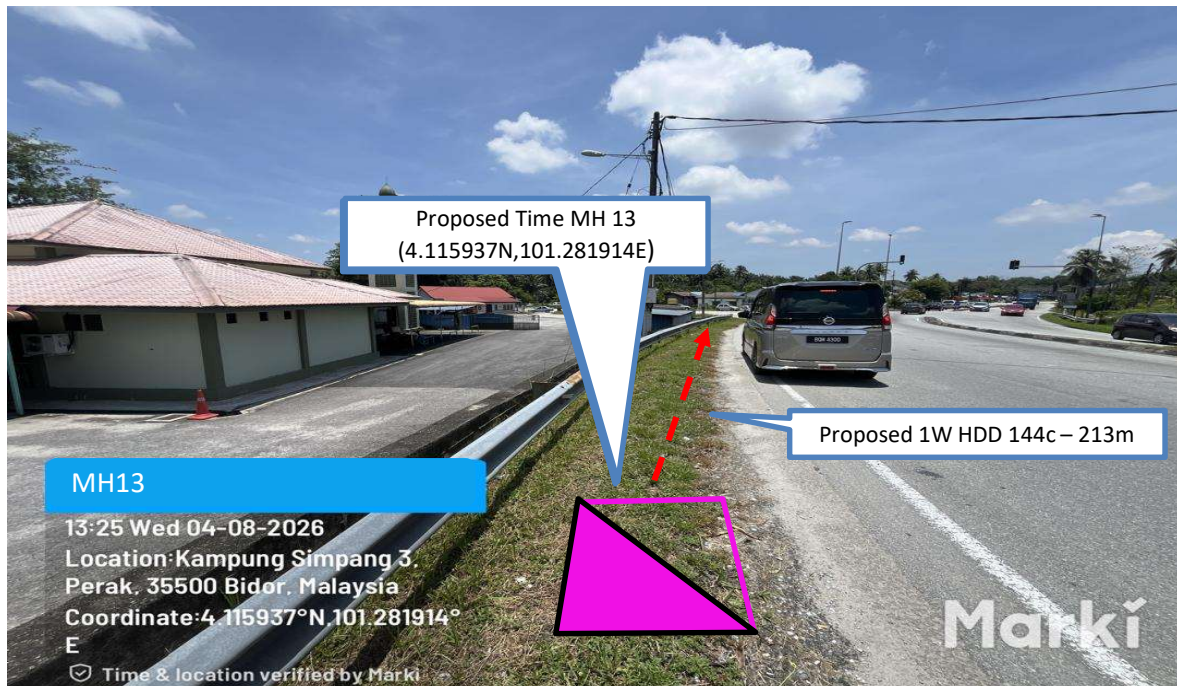 Proposed Time MH 13
(4.115937N,101.281914E)
Proposed 1W HDD 144c – 213m
MH13
13:25 Wed 04-08-2026
Location:Kampung Simpang 3,
Perak, 35500 Bidor, Malaysia
Coordinate:4.115937°N,101.281914°
E
Time & location verified by Marki
Marki